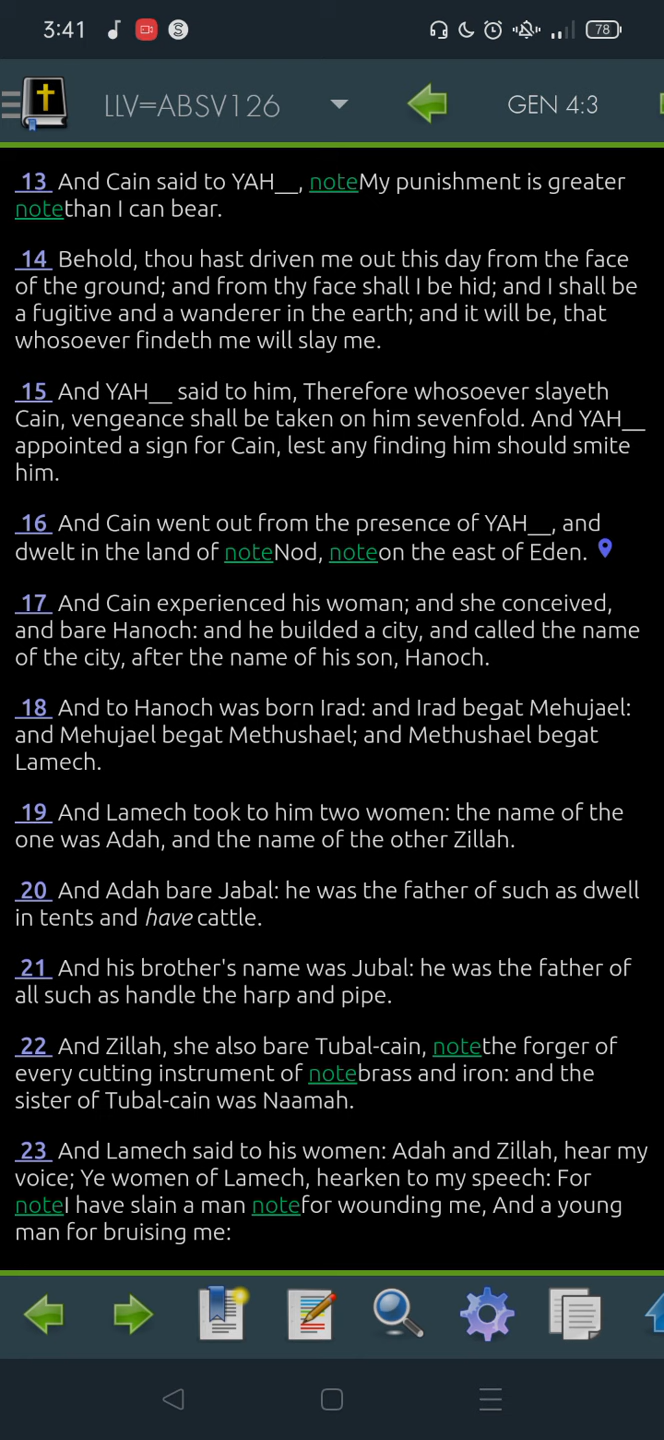 3:41
78
LLV=ABSV126
GEN 4:3
13 And Cain said to YAH__, noteMy punishment is greater
notethan I can bear.
14 Behold, thou hast driven me out this day from the face
of the ground; and from thy face shall I be hid; and I shall be
a fugitive and a wanderer in the earth; and it will be, that
whosoever findeth me will slay me.
15 And YAH__ said to him, Therefore whosoever slayeth
Cain, vengeance shall be taken on him sevenfold. And YAH__
appointed a sign for Cain, lest any finding him should smite
him.
16 And Cain went out from the presence of YAH__, and
dwelt in the land of noteNod, noteon the east of Eden.
17 And Cain experienced his woman; and she conceived,
and bare Hanoch: and he builded a city, and called the name
of the city, after the name of his son, Hanoch.
18 And to Hanoch was born Irad: and Irad begat Mehujael:
and Mehujael begat Methushael; and Methushael begat
Lamech.
19 And Lamech took to him two women: the name of the
one was Adah, and the name of the other Zillah.
20 And Adah bare Jabal: he was the father of such as dwell
in tents and have cattle.
21 And his brother's name was Jubal: he was the father of
all such as handle the harp and pipe.
22 And Zillah, she also bare Tubal-cain, notethe forger of
every cutting instrument of notebrass and iron: and the
sister of Tubal-cain was Naamah.
23 And Lamech said to his women: Adah and Zillah, hear my
voice; Ye women of Lamech, hearken to my speech: For
noteI have slain a man notefor wounding me, And a young
man for bruising me: